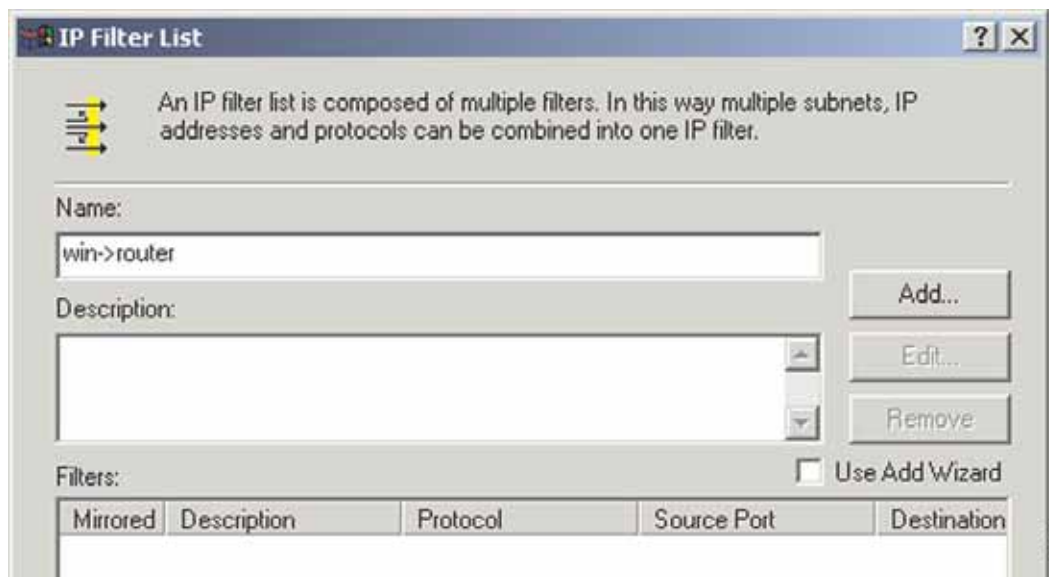 IP Filter List
An IP filter list is composed of multiple filters. In this way multiple subnets, IP
addresses and protocols can be combined into one IP filter.
Name:
win->router
Add...
Description:
Edit...
Remove
Filters:
Use Add Wizard
Mirrored Description Protocol Source Port Destination